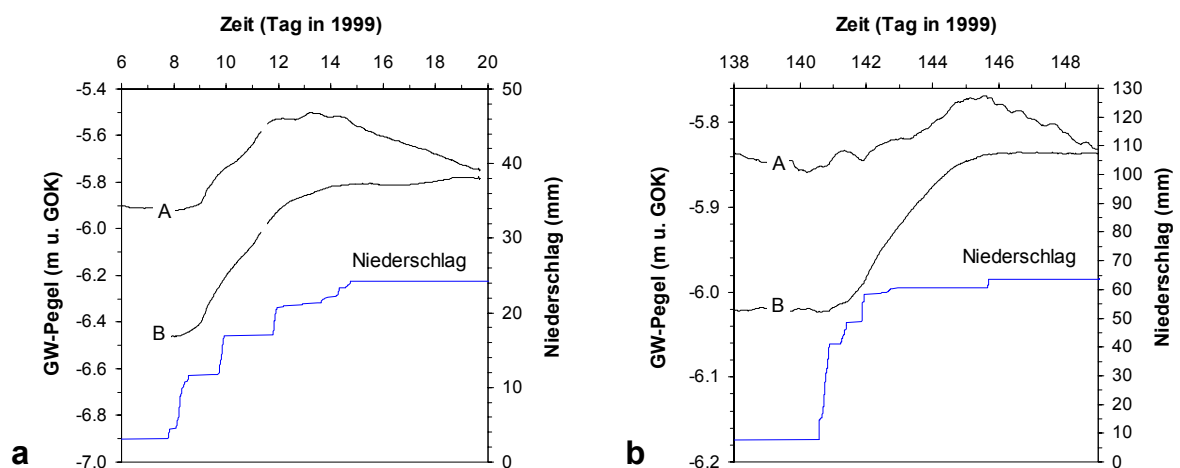 Zeit (Tag in 1999)
6 8 10 12 14 16 18 20
-5.4
-5.6
-5.8
-6.0
-6.2
-6.4
-6.6
-6.8
-7.0
GW-Pegel (m u. GOK)
A
B
Niederschlag
50
40
30
20
10
0
Niederschlag (mm)
a
Zeit (Tag in 1999)
138 140 142 144 146 148
-5.8
-5.9
-6.0
-6.1
-6.2
GW-Pegel (m u. GOK)
A
B
Niederschlag
130
120
110
100
90
80
70
60
50
40
30
20
10
0
Niederschlag (mm)
b